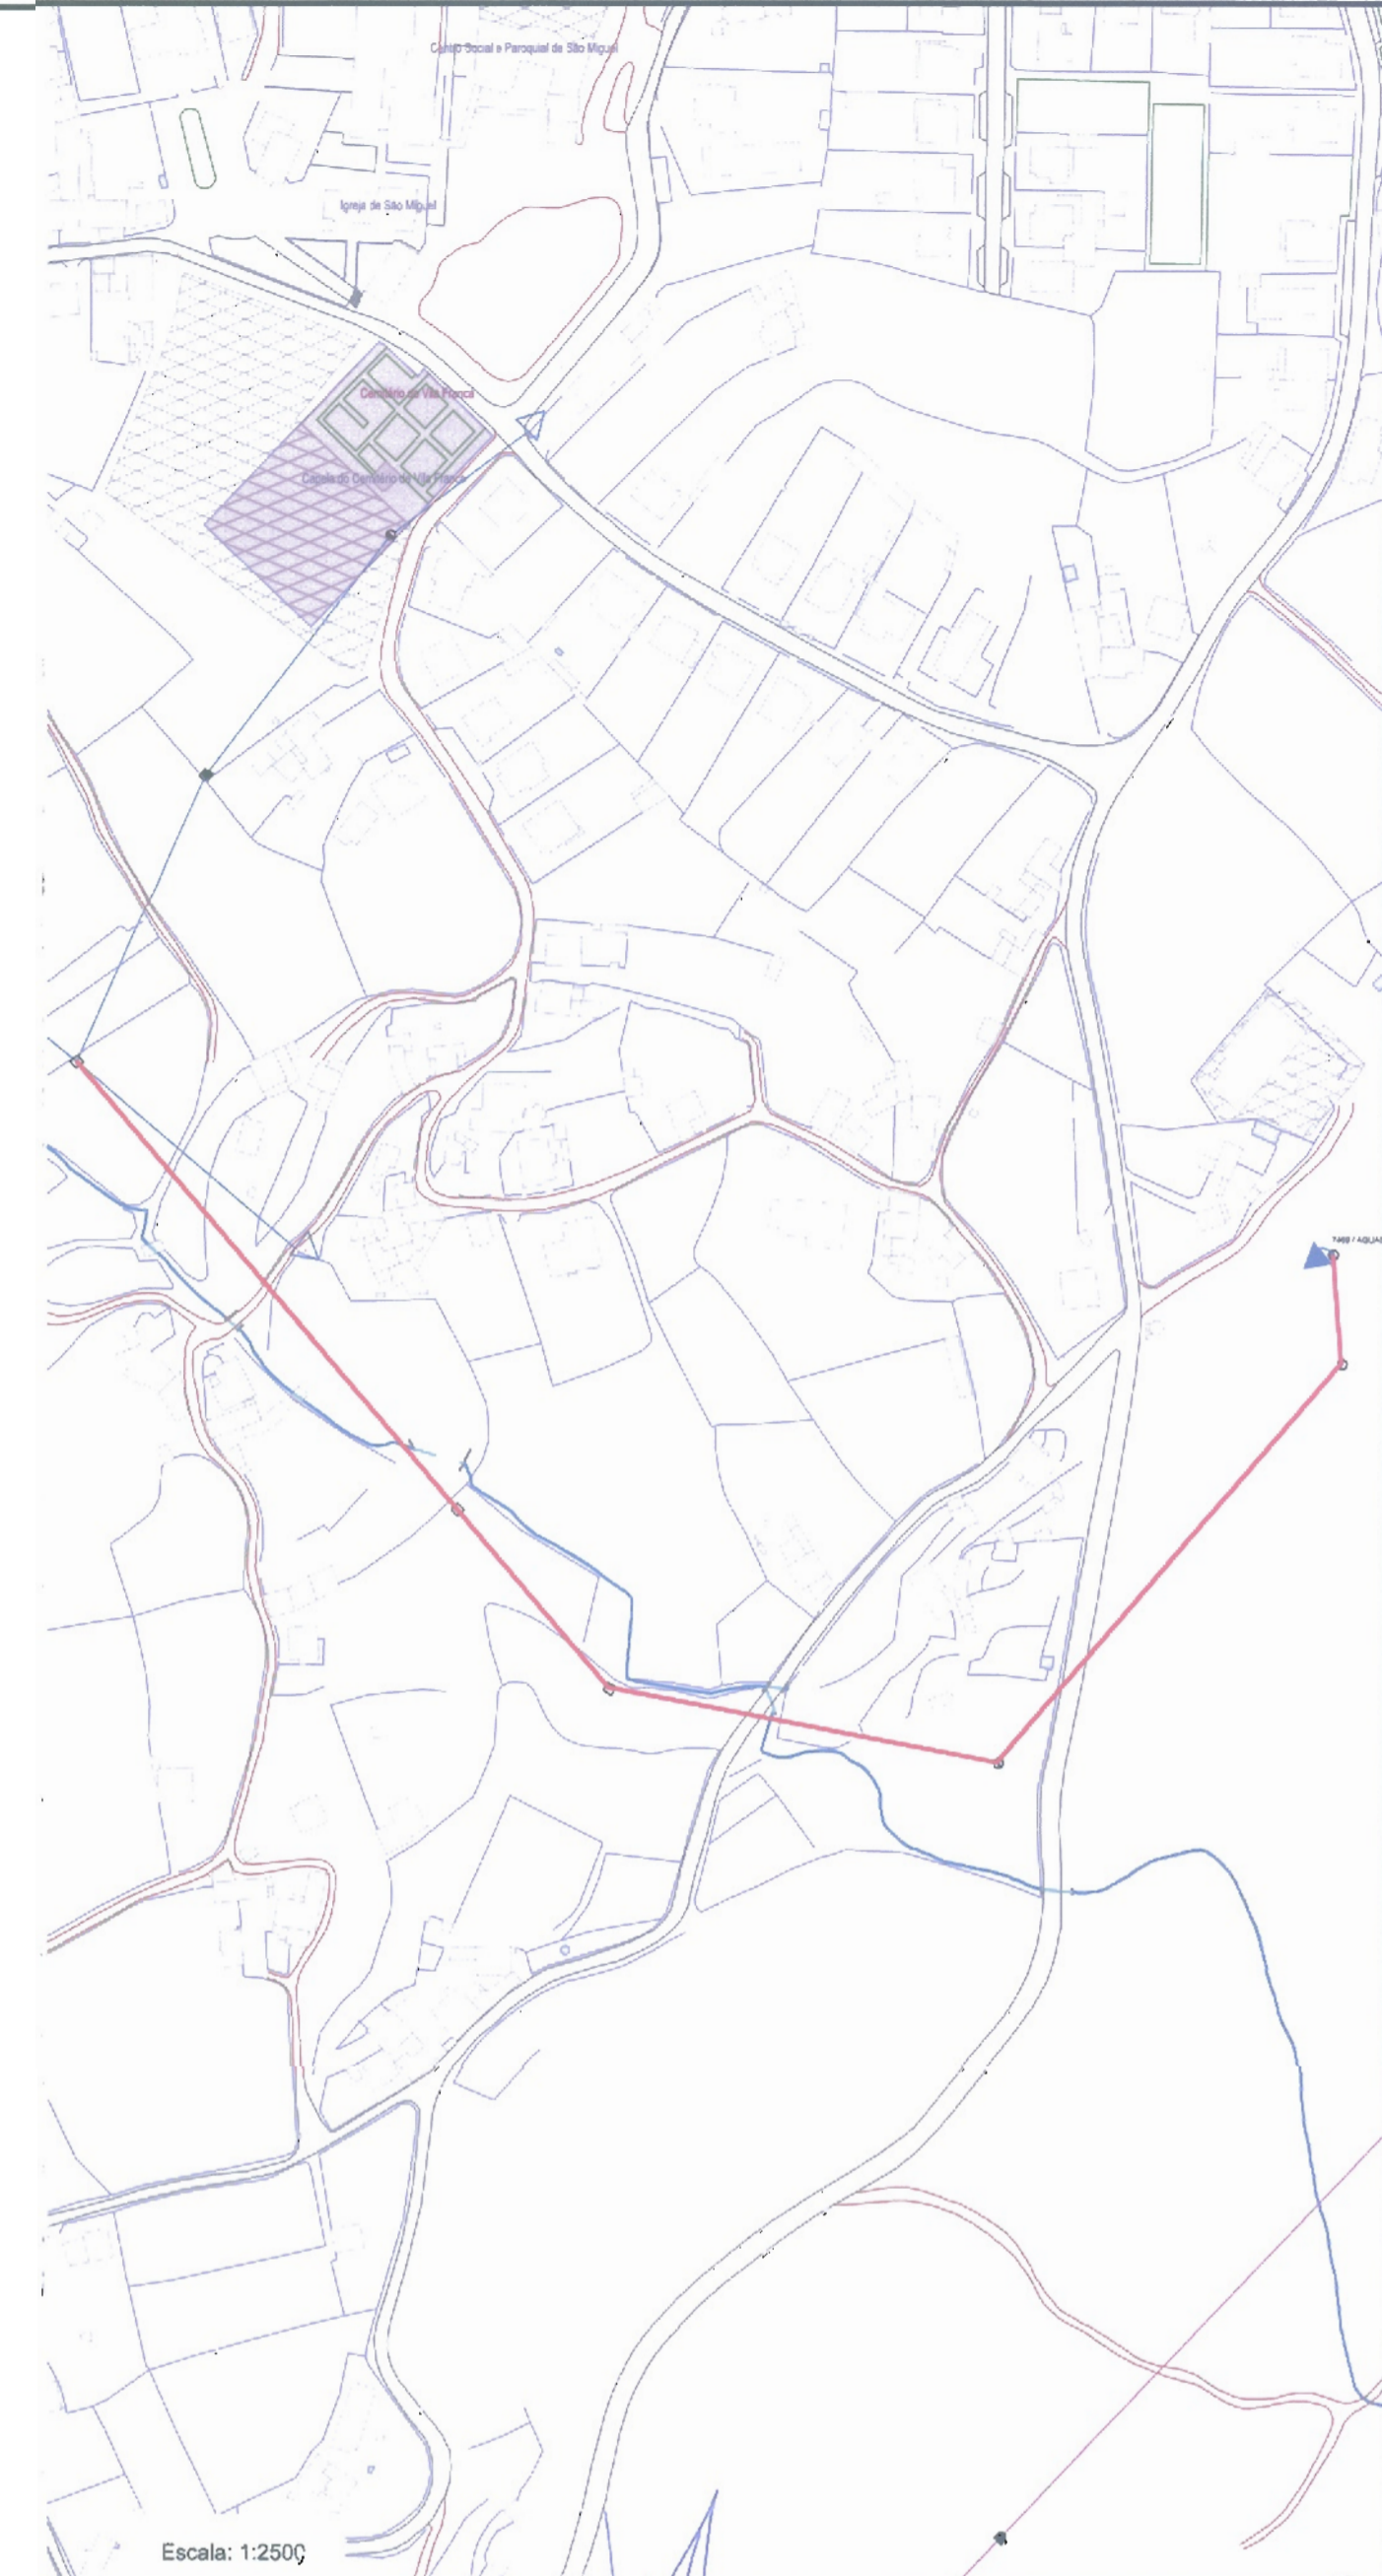 Centro Social e Paroquial de São Miguel
Igreja de São Miguel
Cemitério de Vila Franca
Capela do Cemitério de Vila Franca
Escala: 1:2500